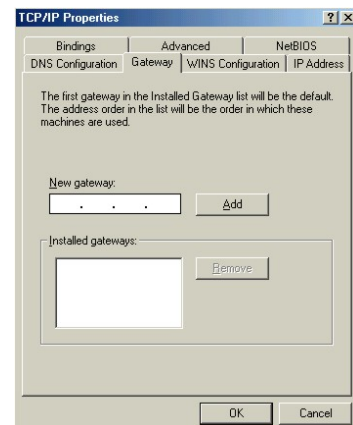 TCP/IP Properties
? X
Bindings Advanced NetBIOS
DNS Configuration Gateway WINS Configuration IP Address
The first gateway in the Installed Gateway list will be the default.
The address order in the list will be the order in which these
machines are used.
New gateway:
. . .
Add
Installed gateways:
Remove
OK Cancel